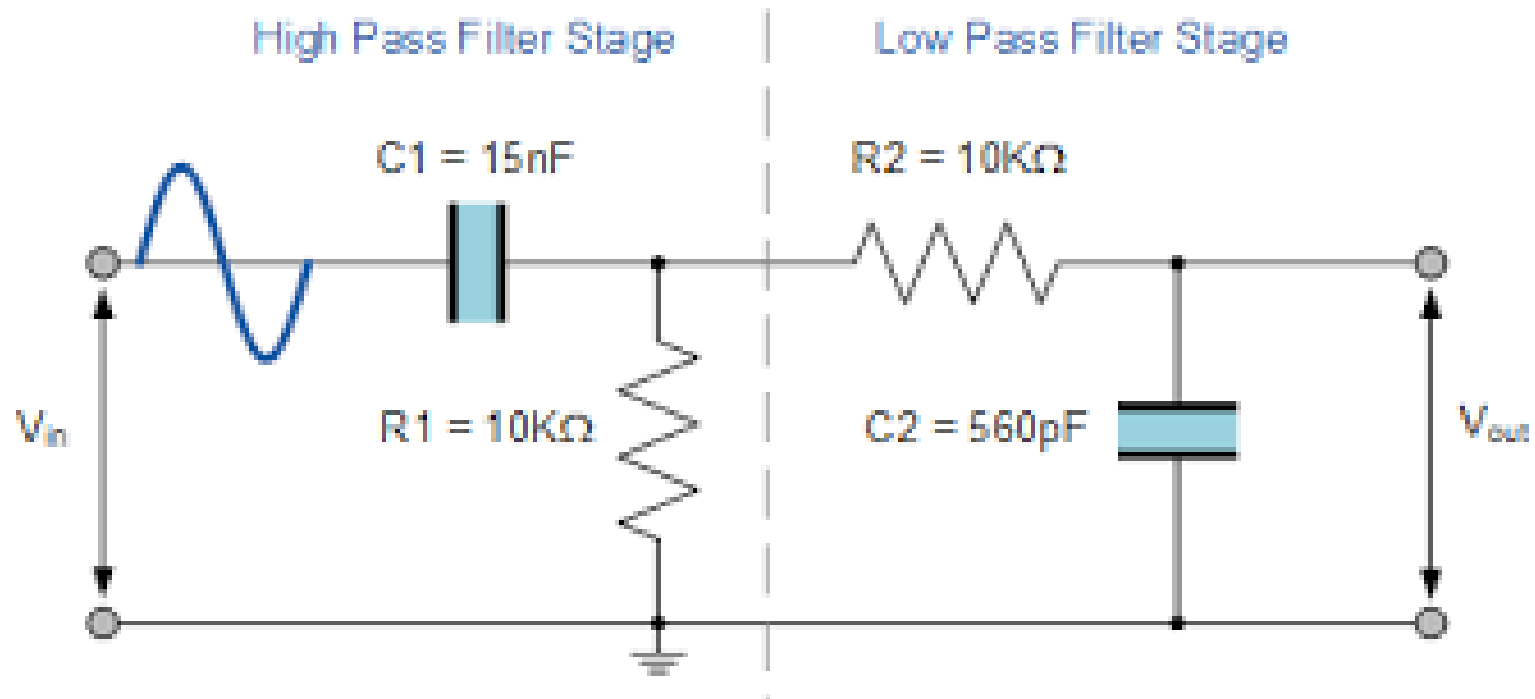 High Pass Filter Stage
Low Pass Filter Stage
C1 = 15nF
R2 = 10KΩ
Vin
R1 = 10KΩ
C2 = 560pF
Vout